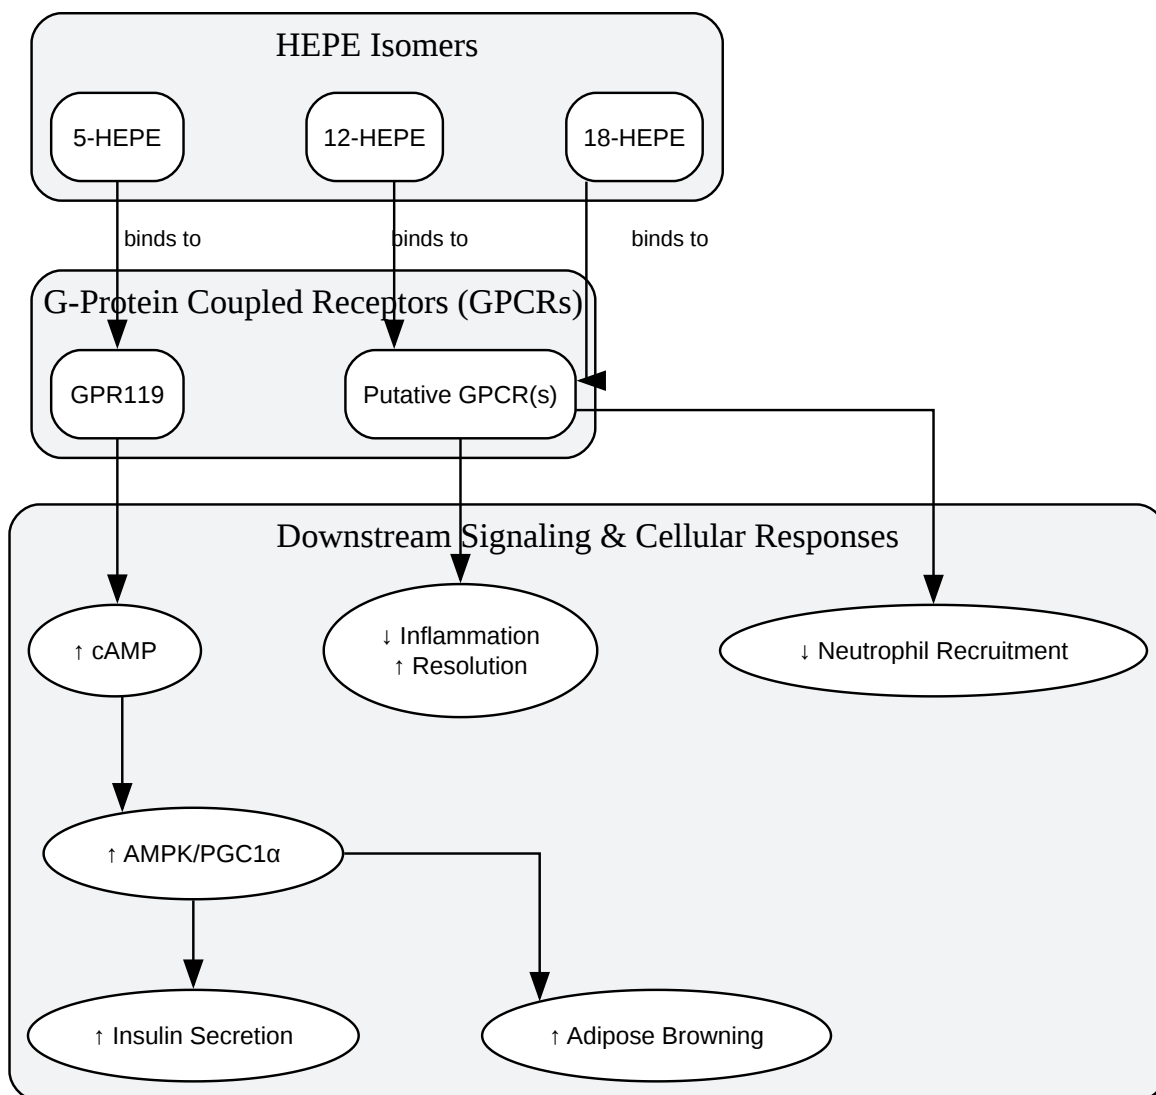 HEPE Isomers
5-HEPE
12-HEPE
18-HEPE
binds to
binds to
binds to
G-Protein Coupled Receptors (GPCRs)
GPR119
Putative GPCR(s)
Downstream Signaling & Cellular Responses
↑ cAMP
↓ Inflammation
↑ Resolution
↓ Neutrophil Recruitment
↑ AMPK/PGC1α
↑ Insulin Secretion
↑ Adipose Browning